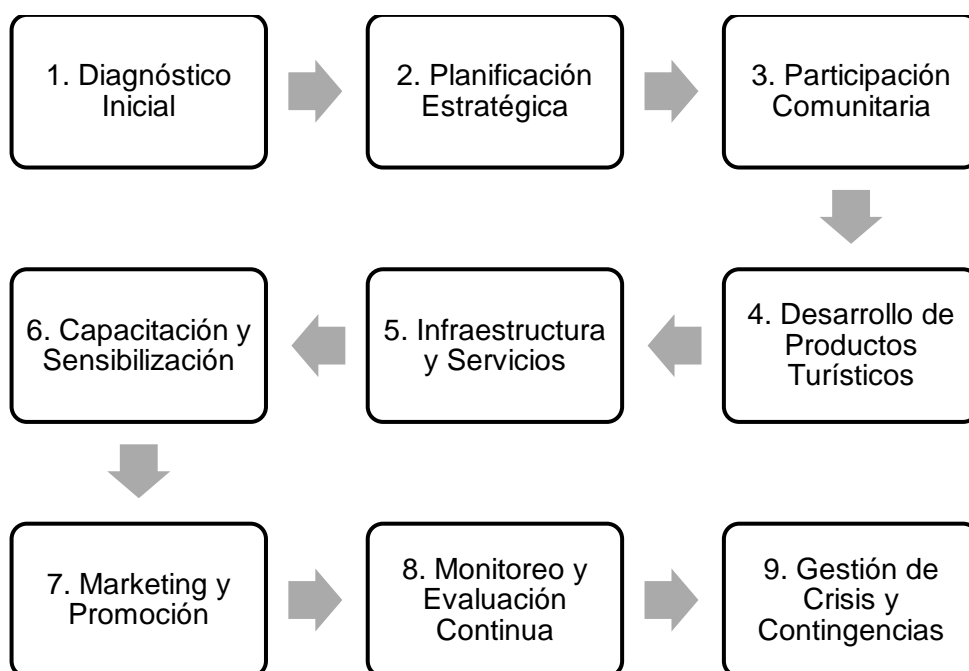 1. Diagnóstico
Inicial
2. Planificación
Estratégica
3. Participación
Comunitaria
4. Desarrollo de
Productos
Turísticos
5. Infraestructura
y Servicios
6. Capacitación y
Sensibilización
7. Marketing y
Promoción
8. Monitoreo y
Evaluación
Continua
9. Gestión de
Crisis y
Contingencias